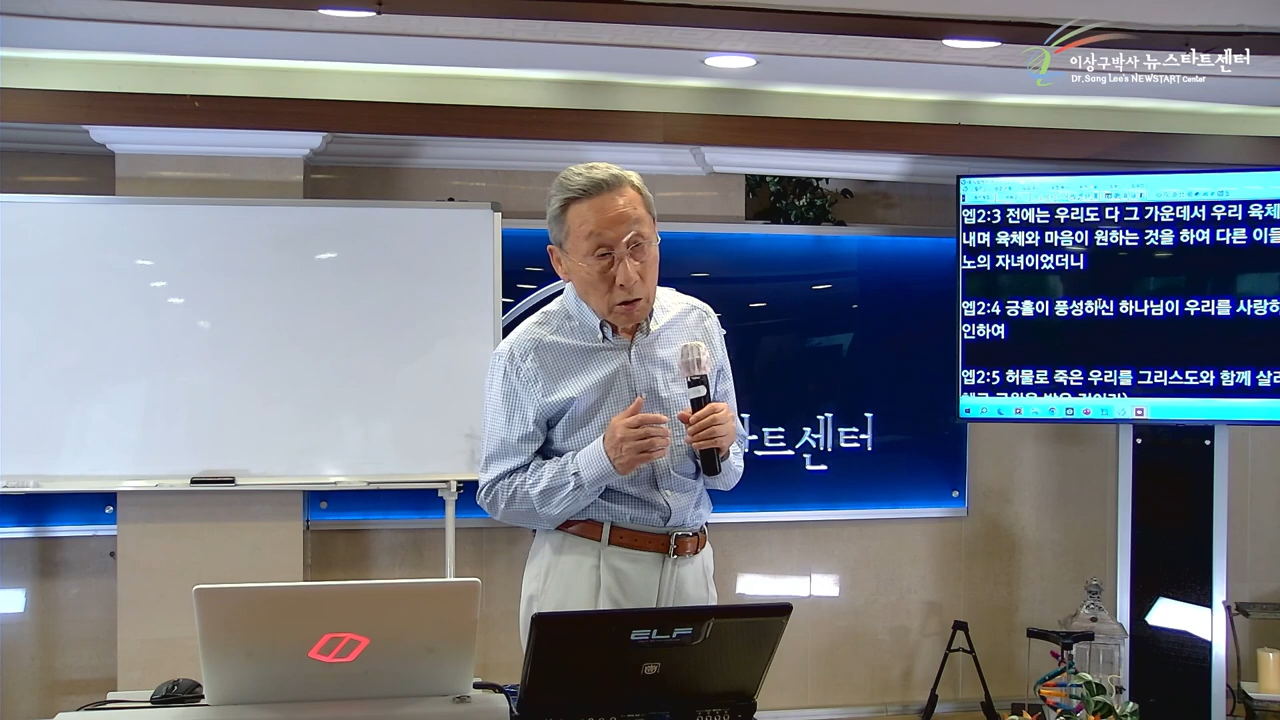 이상구박사 뉴스타트센터
Dr. Sang Lee's NEWSTART Center
엡2:3 전에는 우리도 다 그 가운데서 우리 육체
내며 육체와 마음이 원하는 것을 하여 다른 이들
노의 자녀이었더니
엡2:4 긍휼이 풍성하신 하나님이 우리를 사랑하
인하여
엡2:5 허물로 죽은 우리를 그리스도와 함께 살리
타트센터
ELF